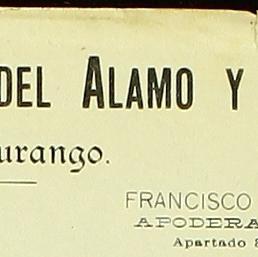 DEL ALAMO Y
urango.
FRANCISCO
APODERA
Apartado